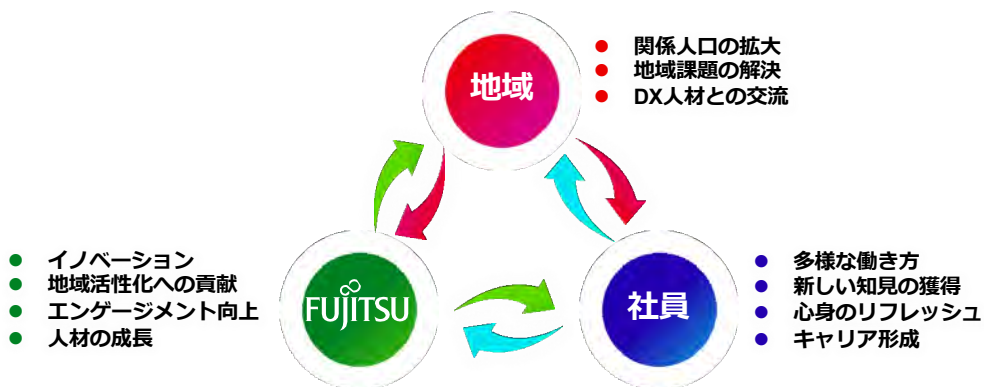 地域
関係人口の拡大
地域課題の解決
DX人材との交流
イノベーション
地域活性化への貢献
エンゲージメント向上
人材の成長
FUJITSU
社員
多様な働き方
新しい知見の獲得
心身のリフレッシュ
キャリア形成